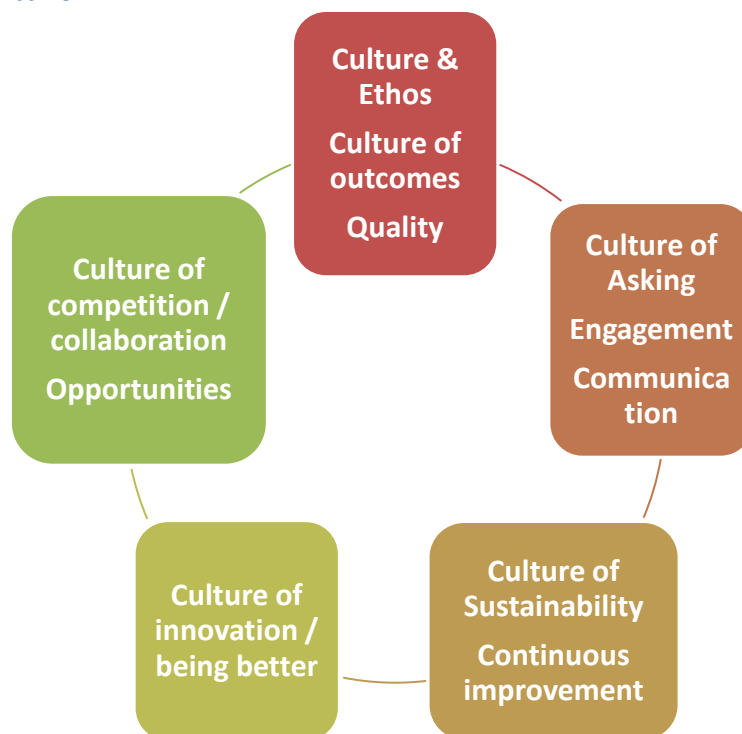 Culture &
Ethos
Culture of
outcomes
Quality
Culture of
Asking
Engagement
Communica
tion
Culture of
Sustainability
Continuous
improvement
Culture of
innovation /
being better
Culture of
competition /
collaboration
Opportunities